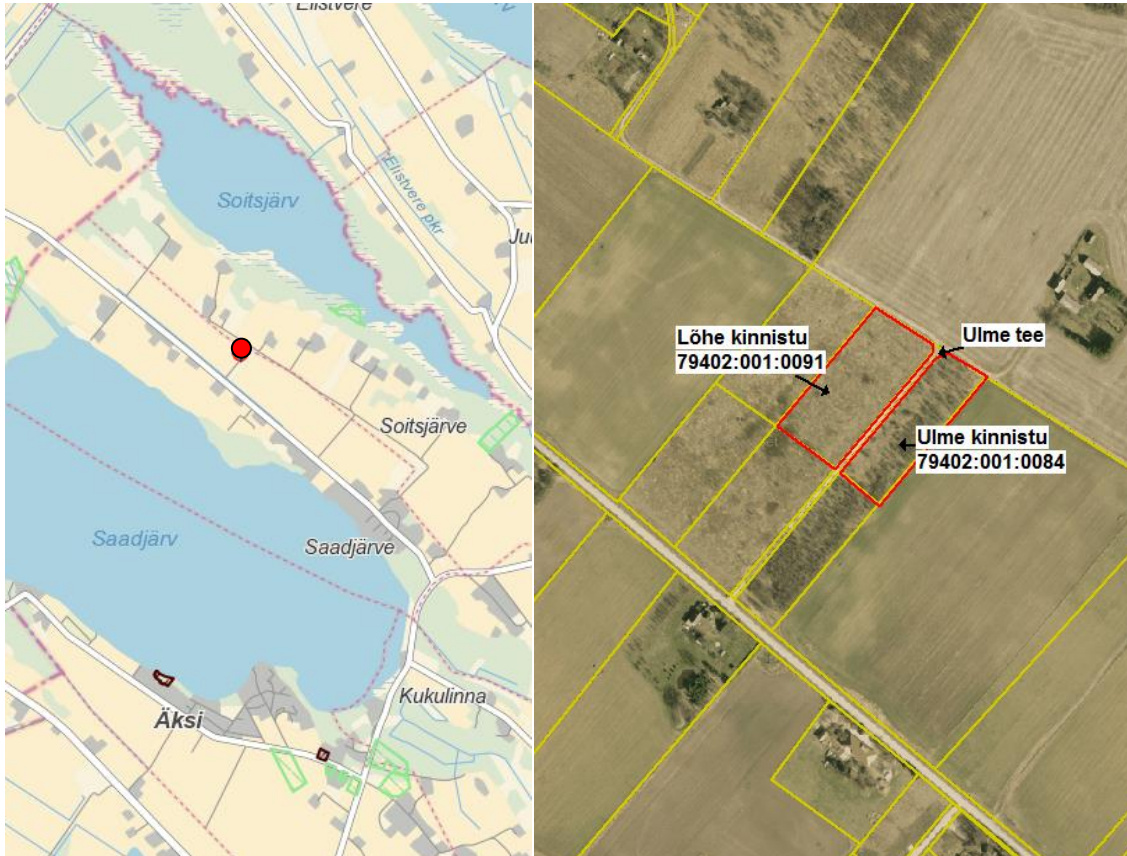 Elistvere
Soitsjärv
Elistvere pkr
Soitsjärve
Saadjärv
Saadjärve
Äksi
Kukulinna
Lõhe kinnistu
79402:001:0091
Ulme tee
Ulme kinnistu
79402:001:0084